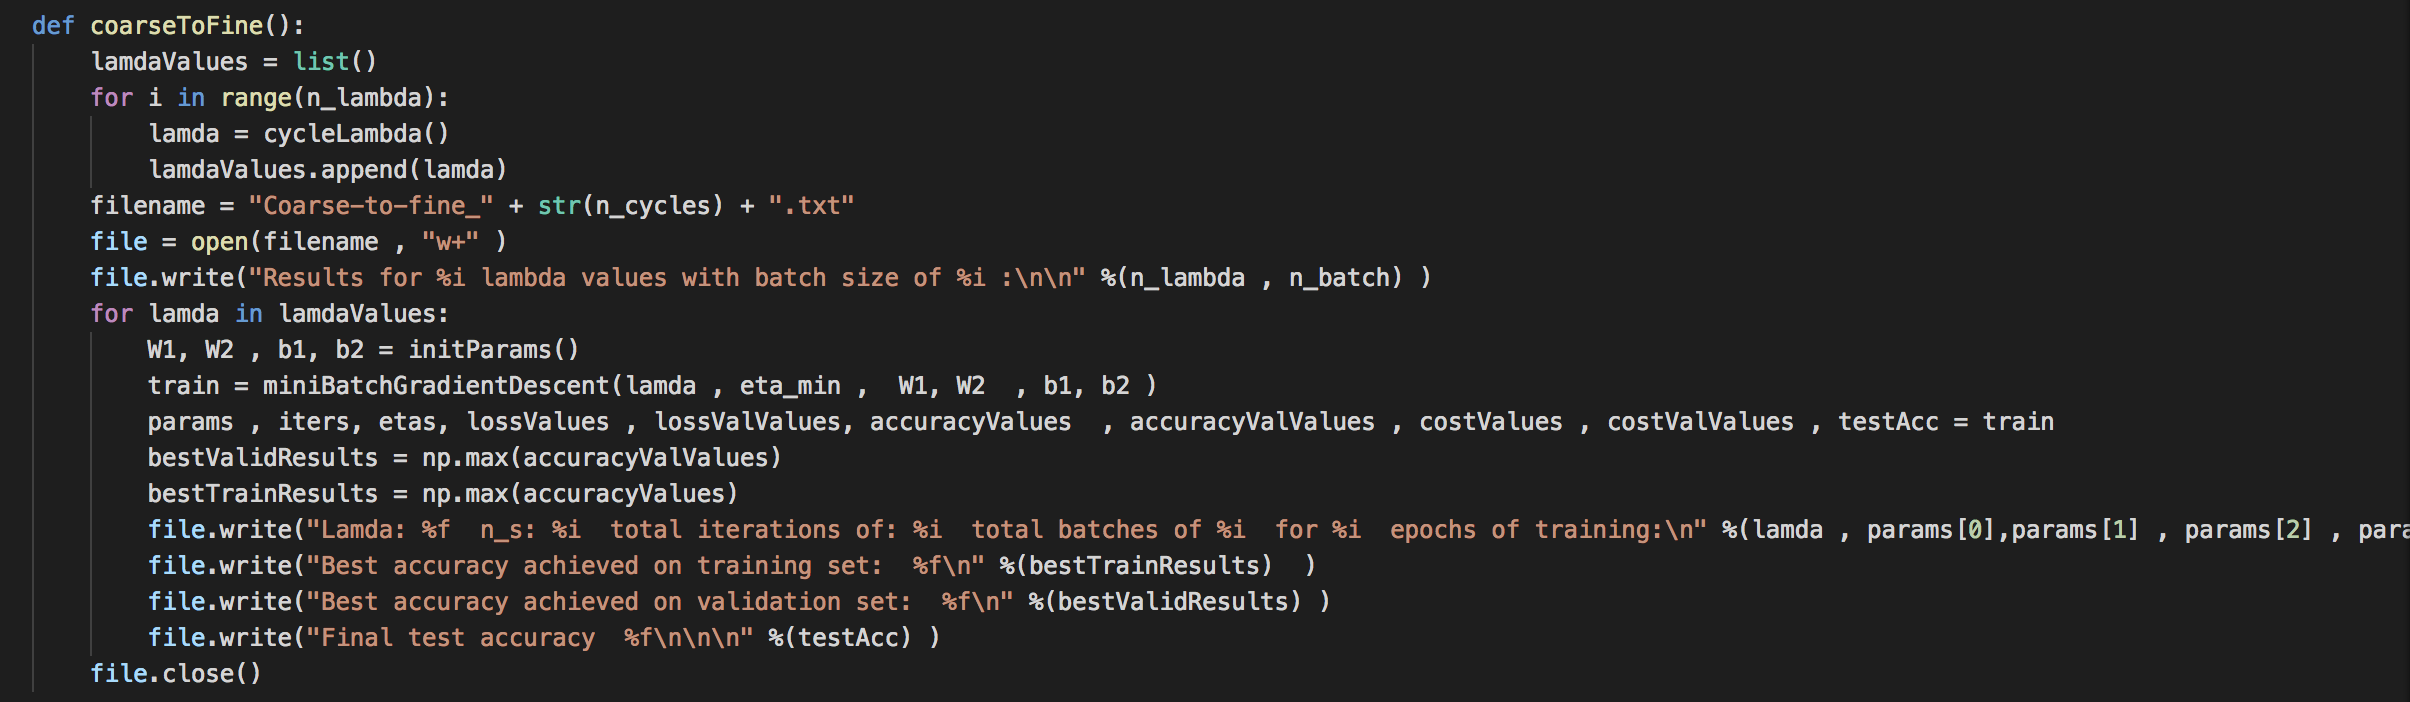 def coarseToFine():
    lamdaValues = list()
    for i in range(n_lambda):
        lamda = cycleLambda()
        lamdaValues.append(lamda)
    filename = "Coarse-to-fine_" + str(n_cycles) + ".txt"
    file = open(filename , "w+" )
    file.write("Results for %i lambda values with batch size of %i :\n\n" %(n_lambda , n_batch) )
    for lamda in lamdaValues:
        W1, W2 , b1, b2 = initParams()
        train = miniBatchGradientDescent(lamda , eta_min ,  W1, W2  , b1, b2 )
        params , iters, etas, lossValues , lossValValues, accuracyValues  , accuracyValValues , costValues , costValValues , testAcc = train
        bestValidResults = np.max(accuracyValValues)
        bestTrainResults = np.max(accuracyValues)
        file.write("Lamda: %f  n_s: %i  total iterations of: %i  total batches of %i  for %i  epochs of training:\n" %(lamda , params[0],params[1] , params[2] ,
        file.write("Best accuracy achieved on training set:  %f\n" %(bestTrainResults)  )
        file.write("Best accuracy achieved on validation set:  %f\n" %(bestValidResults) )
        file.write("Final test accuracy  %f\n\n\n" %(testAcc) )
    file.close()